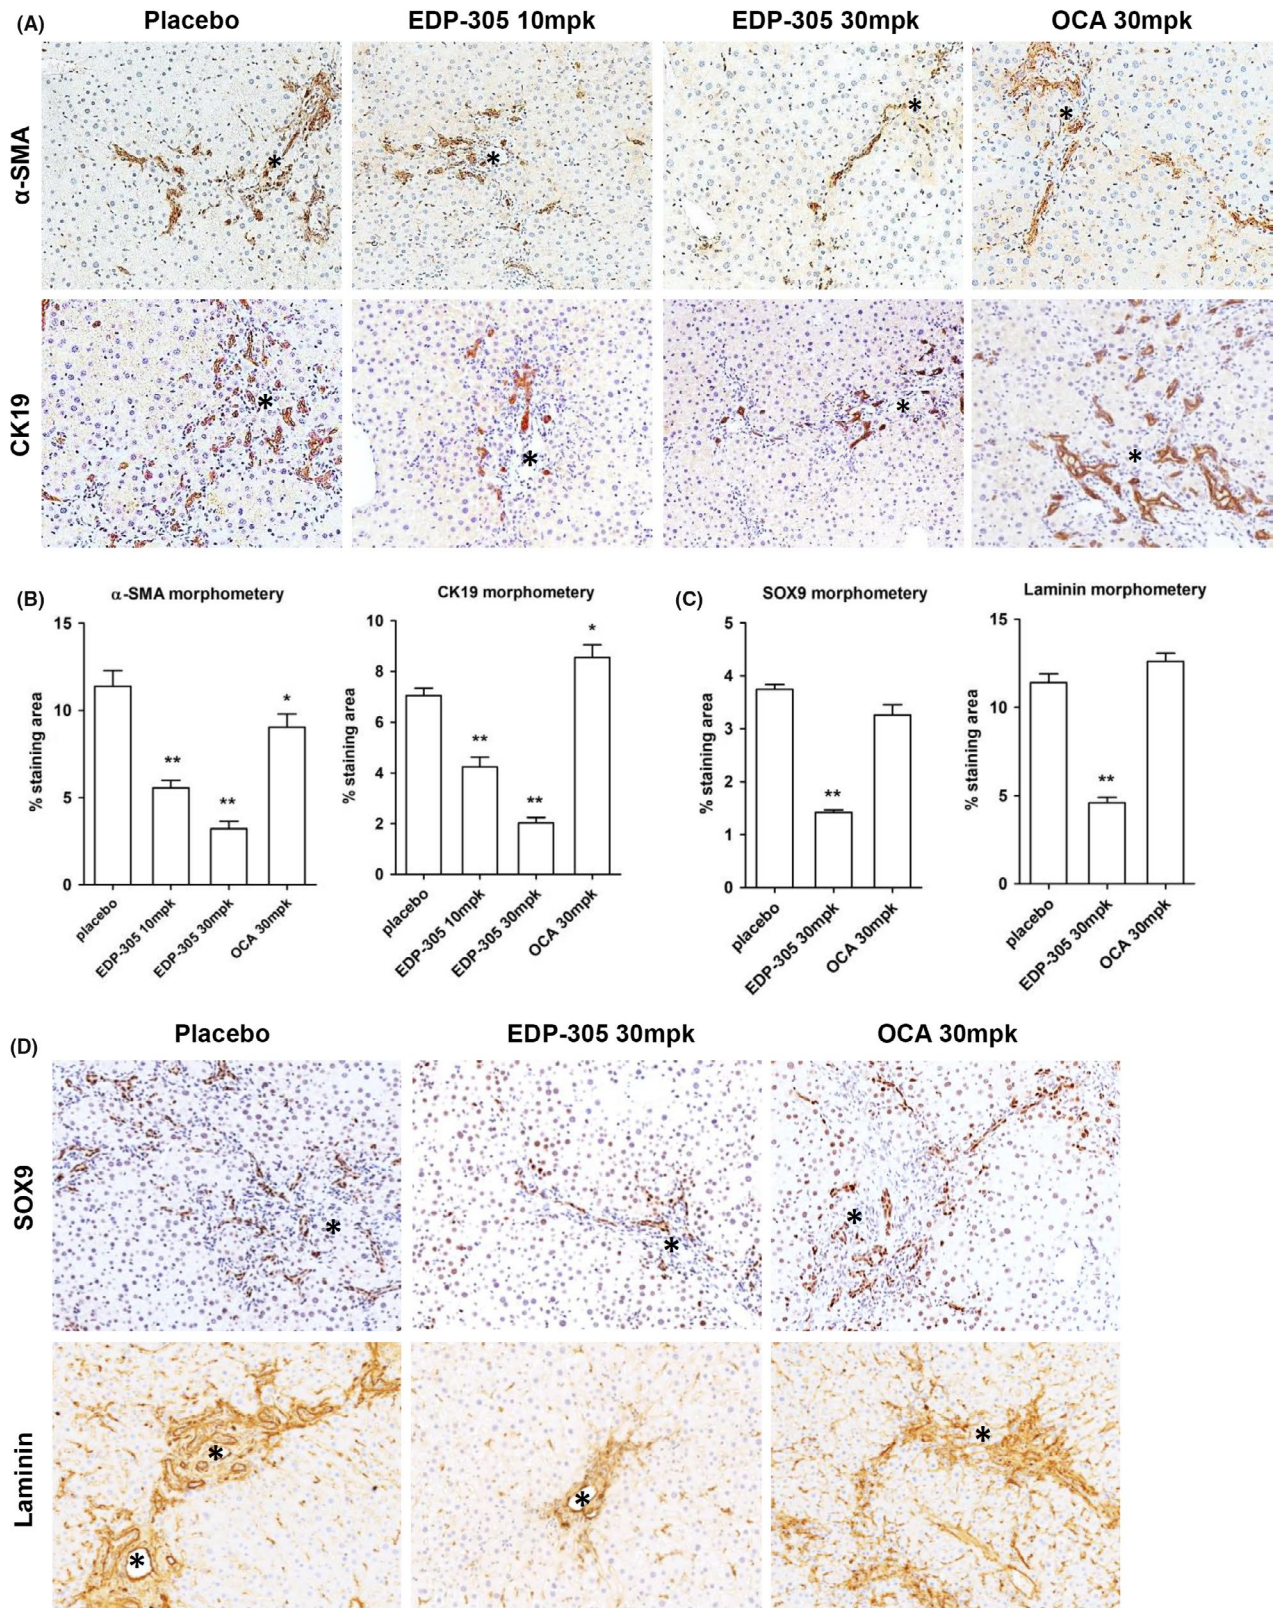 (A)
Placebo
EDP-305 10mpk
EDP-305 30mpk
OCA 30mpk
α-SMA
*
*
*
*
CK19
*
*
*
*
(B)
α-SMA morphometery
% staining area
15
10
5
0
**
**
*
placebo
EDP-305 10mpk
EDP-305 30mpk
OCA 30mpk
CK19 morphometery
% staining area
10
8
6
4
2
0
**
**
*
placebo
EDP-305 10mpk
EDP-305 30mpk
OCA 30mpk
(C)
SOX9 morphometery
% staining area
5
4
3
2
1
0
**
placebo
EDP-305 30mpk
OCA 30mpk
Laminin morphometery
% staining area
15
10
5
0
**
placebo
EDP-305 30mpk
OCA 30mpk
(D)
Placebo
EDP-305 30mpk
OCA 30mpk
SOX9
*
*
*
Laminin
*
*
*
*